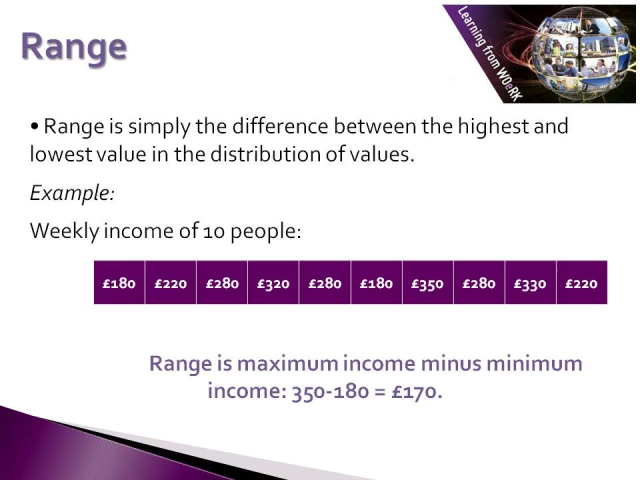 Range
Learning from WOeRK
• Range is simply the difference between the highest and
lowest value in the distribution of values.
Example:
Weekly income of 10 people:
£180 £220 £280 £320 £280 £180 £350 £280 £330 £220
Range is maximum income minus minimum
income: 350-180 = £170.